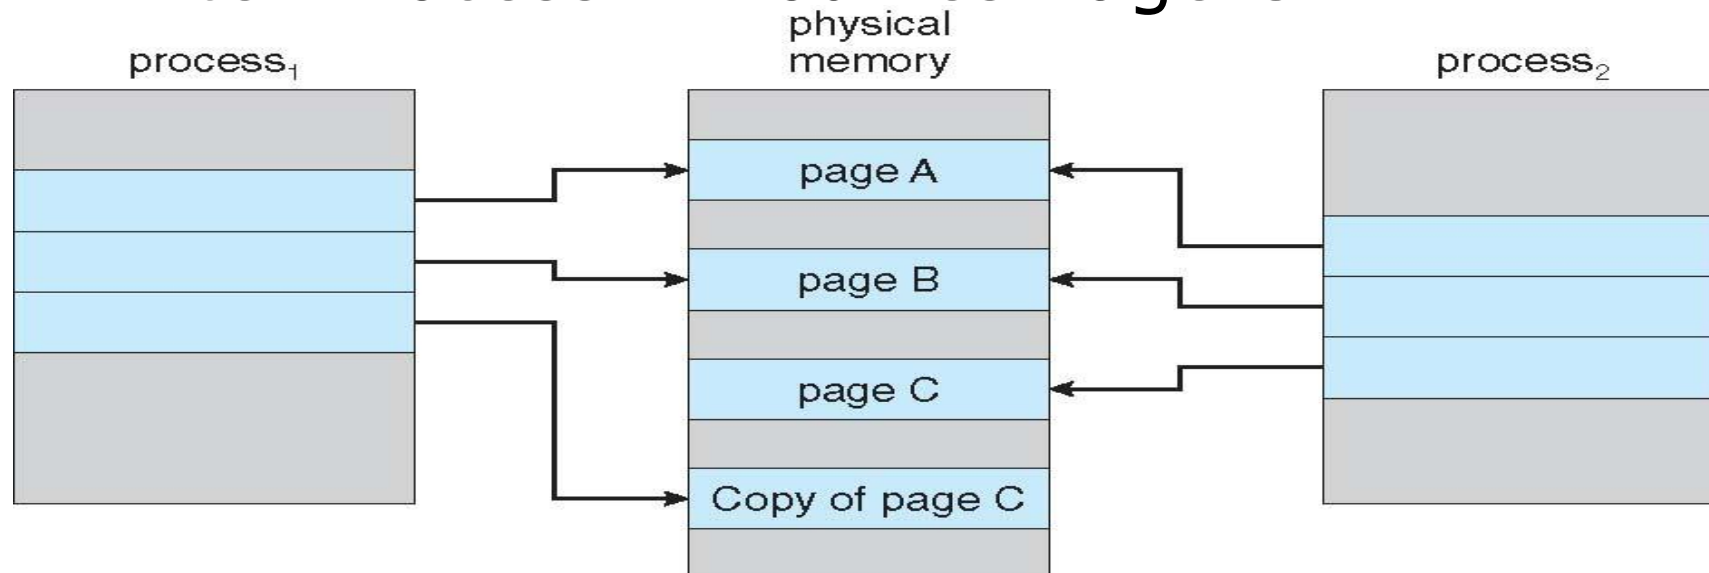 physical
memory
process₁
process₂
page A
page B
page C
Copy of page C